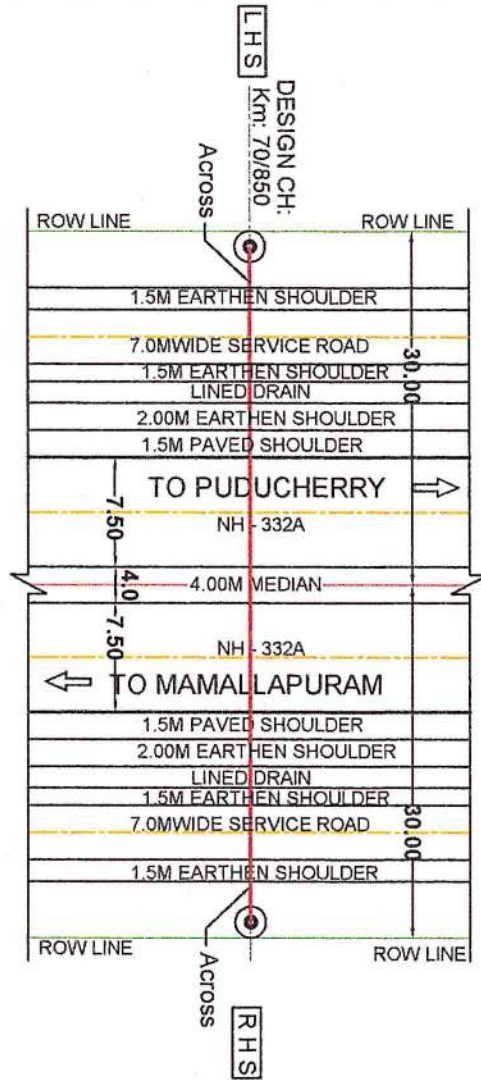 LHS
DESIGN CH:
Km: 70/850
Across
ROW LINE
ROW LINE
1.5M EARTHEN SHOULDER
7.0MWIDE SERVICE ROAD
30.00
1.5M EARTHEN SHOULDER
LINED DRAIN
2.00M EARTHEN SHOULDER
1.5M PAVED SHOULDER
TO PUDUCHERRY
7.50
NH - 332A
4.0
4.00M MEDIAN
7.50
NH - 332A
TO MAMALLAPURAM
1.5M PAVED SHOULDER
2.00M EARTHEN SHOULDER
LINED DRAIN
1.5M EARTHEN SHOULDER
30.00
7.0MWIDE SERVICE ROAD
1.5M EARTHEN SHOULDER
ROW LINE
ROW LINE
Across
RHS